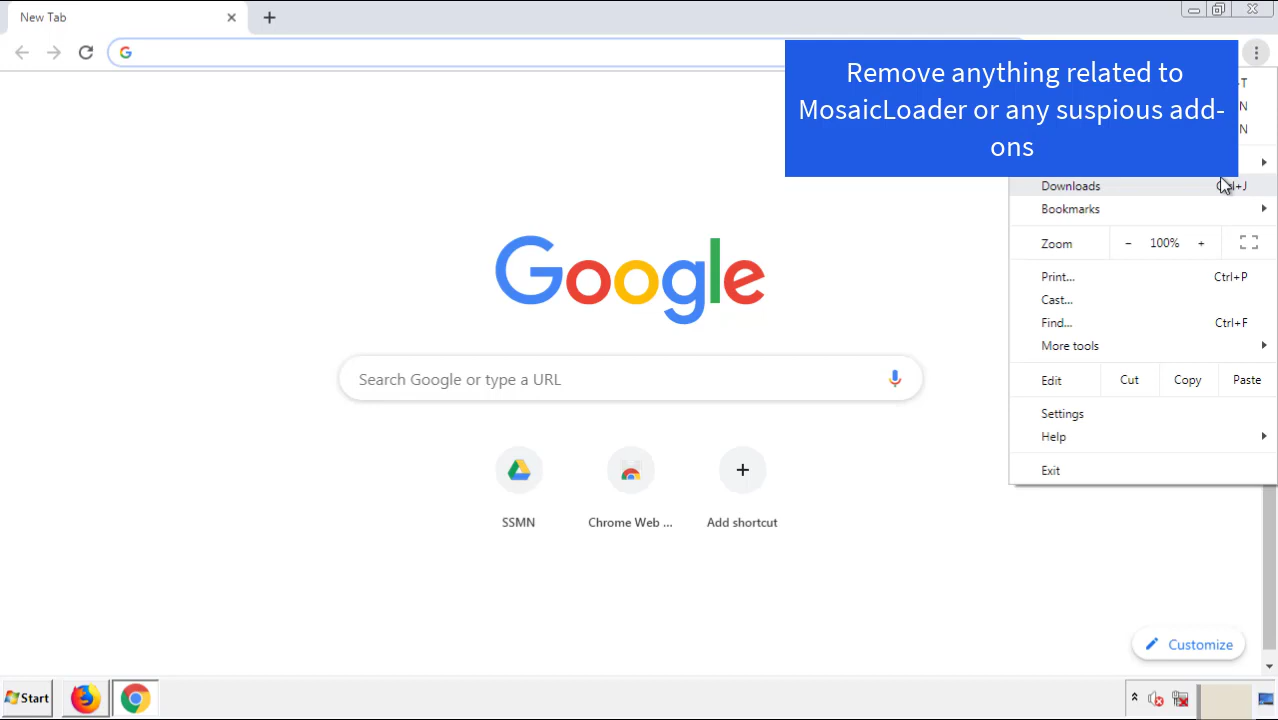 New Tab
Remove anything related to
MosaicLoader or any suspious add-
ons
T
N
N
Downloads
Bookmarks
Zoom - 100% +
Print... Ctrl+P
Cast...
Find... Ctrl+F
More tools
Edit Cut Copy Paste
Settings
Help
Exit
Google
Search Google or type a URL
SSMN Chrome Web ... Add shortcut
Customize
Start